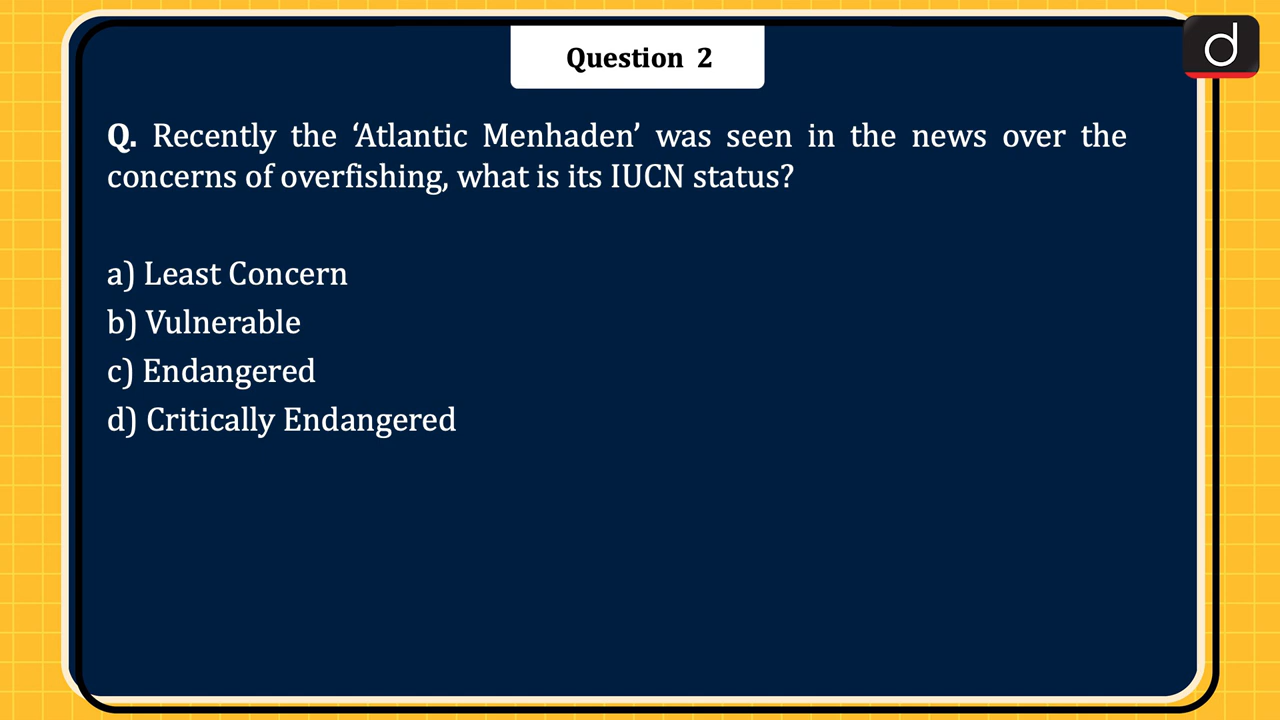 Question 2
d
Q. Recently the ‘Atlantic Menhaden’ was seen in the news over the
concerns of overfishing, what is its IUCN status?
a) Least Concern
b) Vulnerable
c) Endangered
d) Critically Endangered